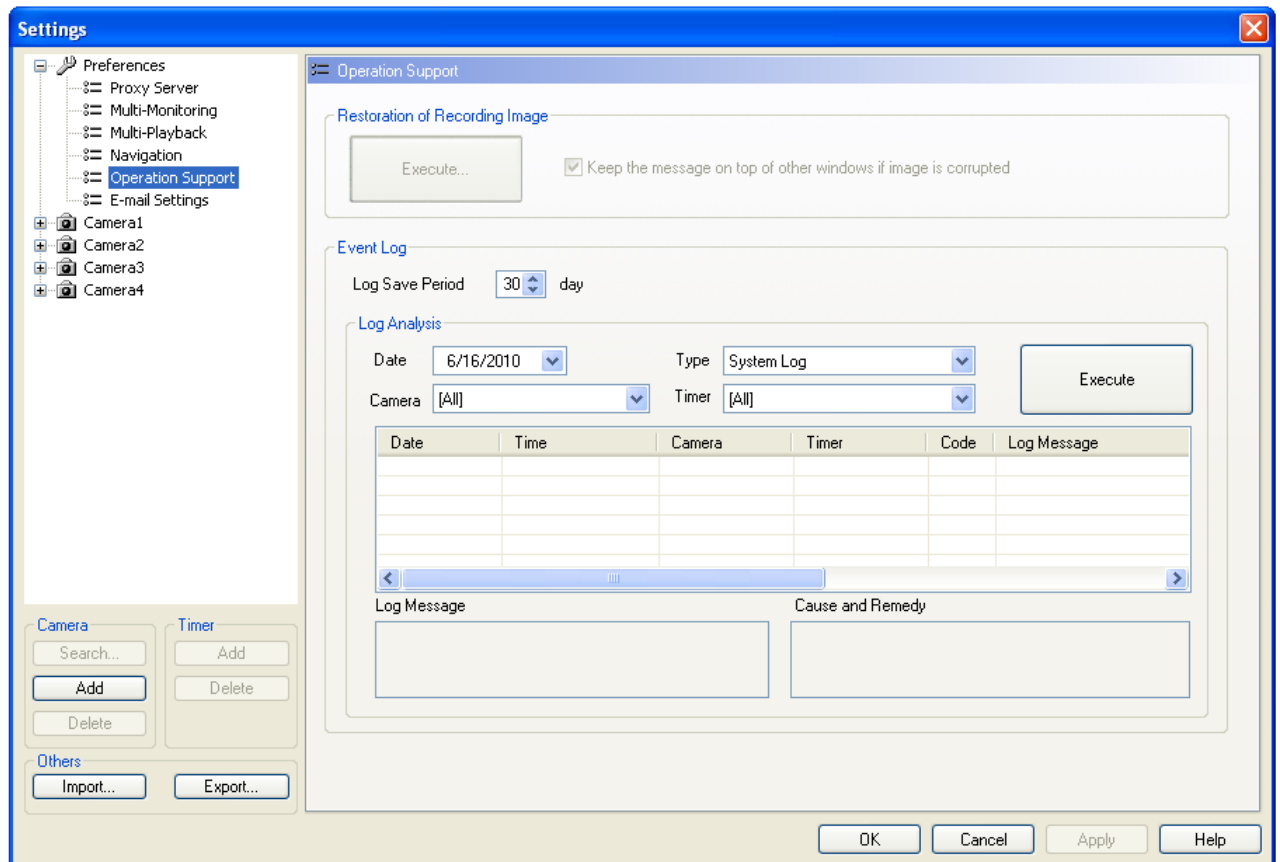 Settings
Preferences
Proxy Server
Multi-Monitoring
Multi-Playback
Navigation
Operation Support
E-mail Settings
Camera1
Camera2
Camera3
Camera4
Camera
Search...
Add
Delete
Timer
Add
Delete
Others
Import...
Export...
Operation Support
Restoration of Recording Image
Execute...
Keep the message on top of other windows if image is corrupted
Event Log
Log Save Period 30 day
Log Analysis
Date 6/16/2010 Type System Log
Camera [All] Timer [All]
Execute
Date Time Camera Timer Code Log Message
Log Message Cause and Remedy
OK Cancel Apply Help